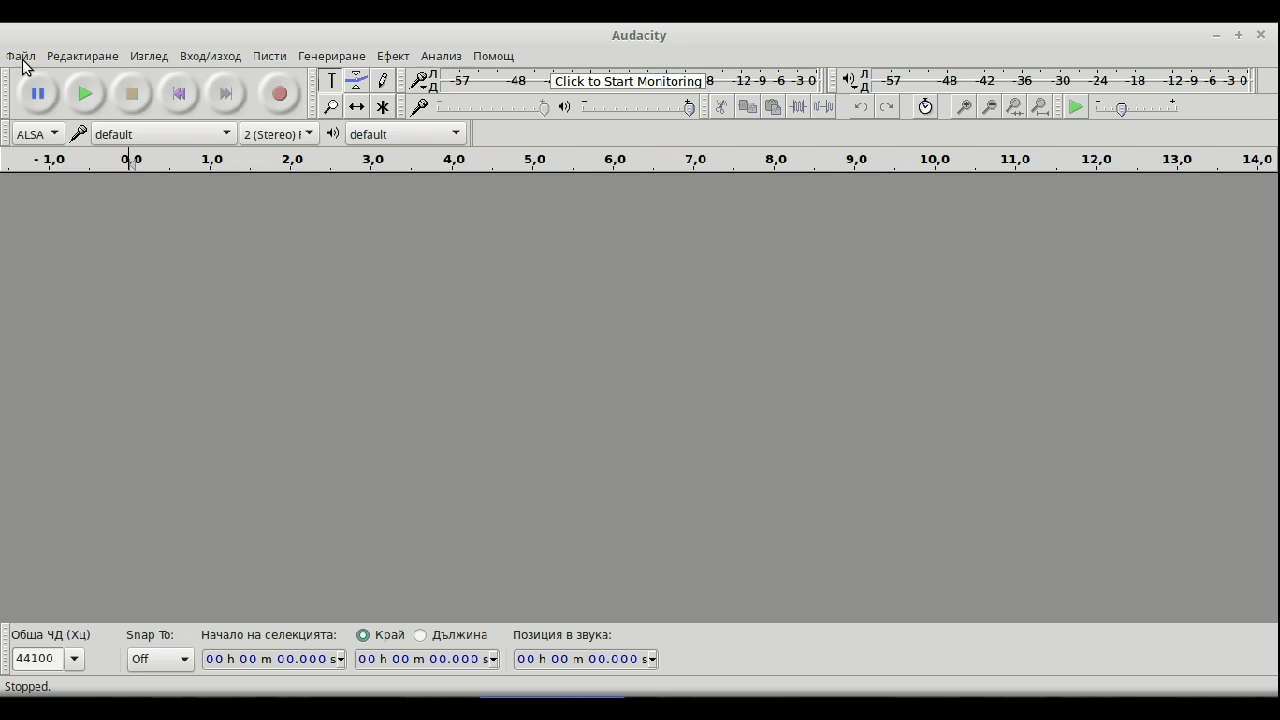 Audacity
Файл Редактиране Изглед Вход/изход Писти Генериране Ефект Анализ Помощ
Л Д -57 -48 Click to Start Monitoring 8 -12 -9 -6 -3 0 Л Д -57 -48 -42 -36 -30 -24 -18 -12 -9 -6 -3 0
ALSA default 2 (Stereo) default
- 1,0 0,0 1,0 2,0 3,0 4,0 5,0 6,0 7,0 8,0 9,0 10,0 11,0 12,0 13,0 14,0
Обща ЧД (Хц) Snap To: Начало на селекцията: Край Дължина Позиция в звука:
44100 Off 00 h 00 m 00.000 s 00 h 00 m 00.000 s 00 h 00 m 00.000 s
Stopped.